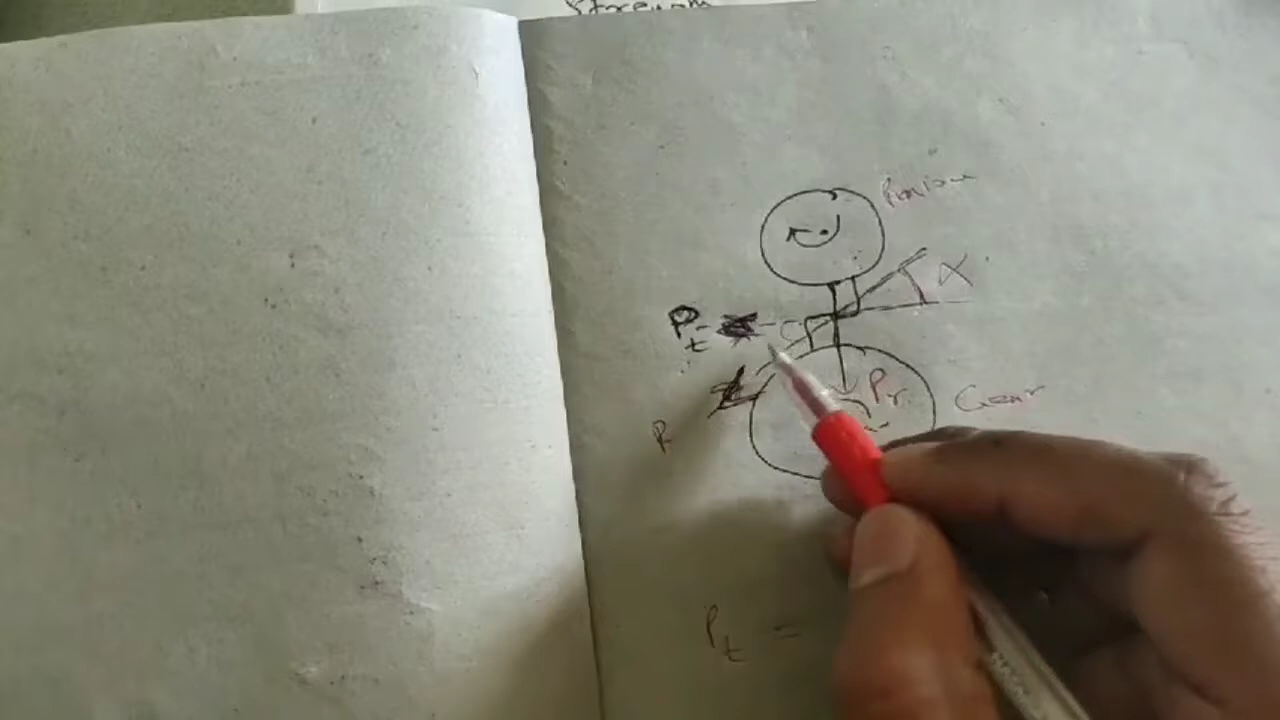 Pinion
α
Pt
Pr
Gear
P
Pt =